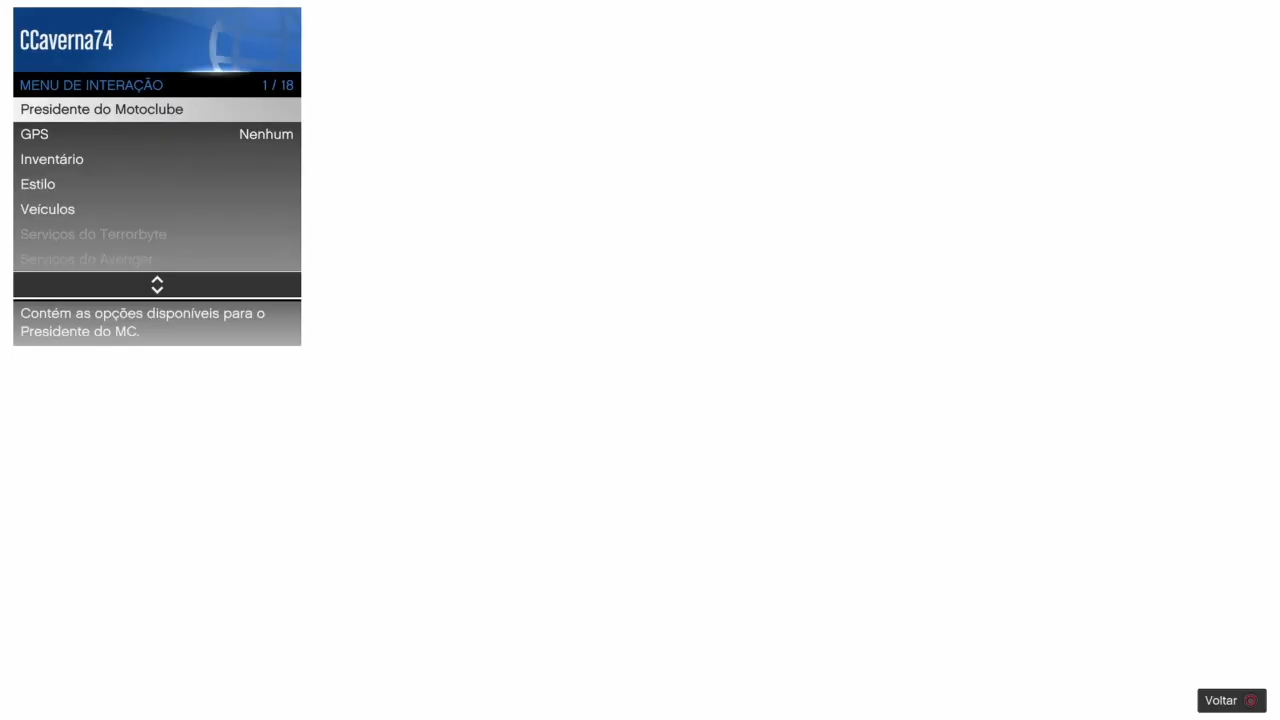 CCaverna74
MENU DE INTERAÇÃO 1 / 18
Presidente do Motoclube
GPS Nenhum
Inventário
Estilo
Veículos
Serviços do Terrorbyte
Serviços do Avenger
Contém as opções disponíveis para o
Presidente do MC.
Voltar